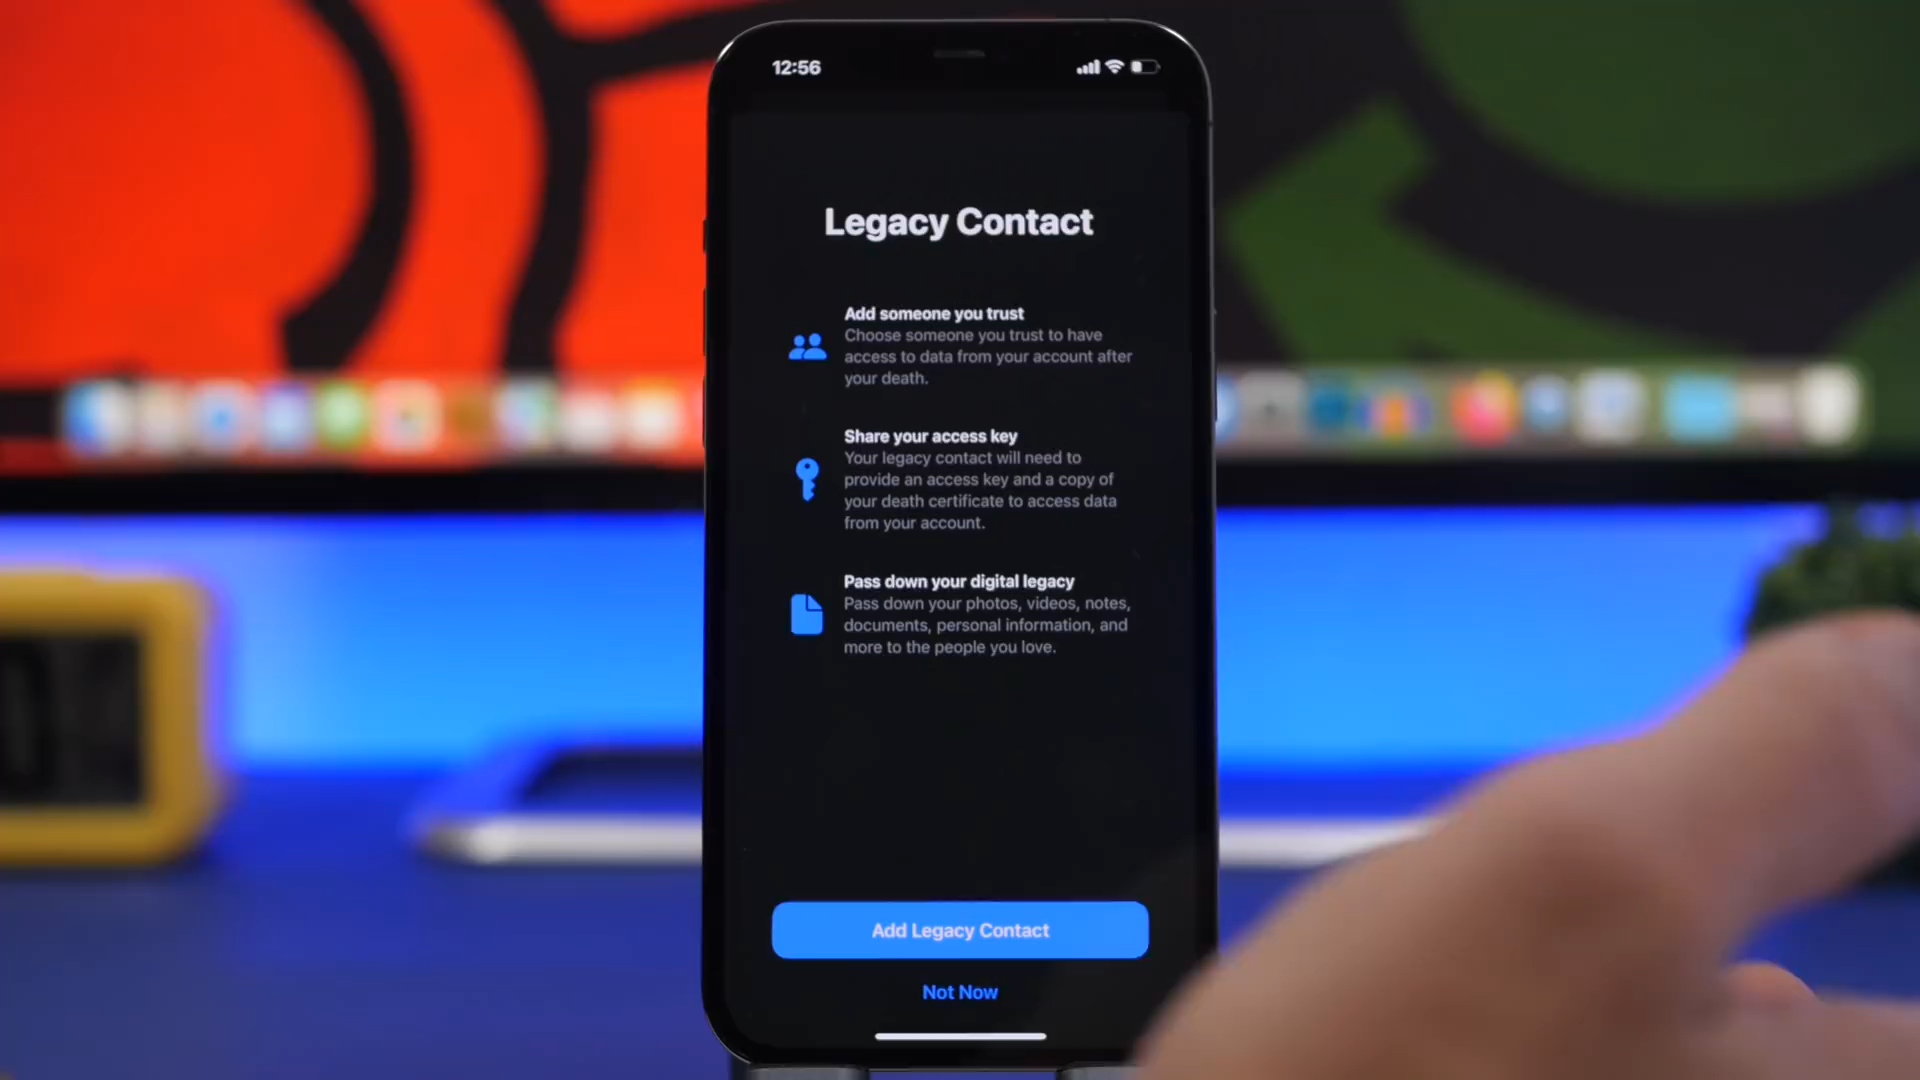 12:56
Legacy Contact
Add someone you trust
Choose someone you trust to have
access to data from your account after
your death.
Share your access key
Your legacy contact will need to
provide an access key and a copy of
your death certificate to access data
from your account.
Pass down your digital legacy
Pass down your photos, videos, notes,
documents, personal information, and
more to the people you love.
Add Legacy Contact
Not Now